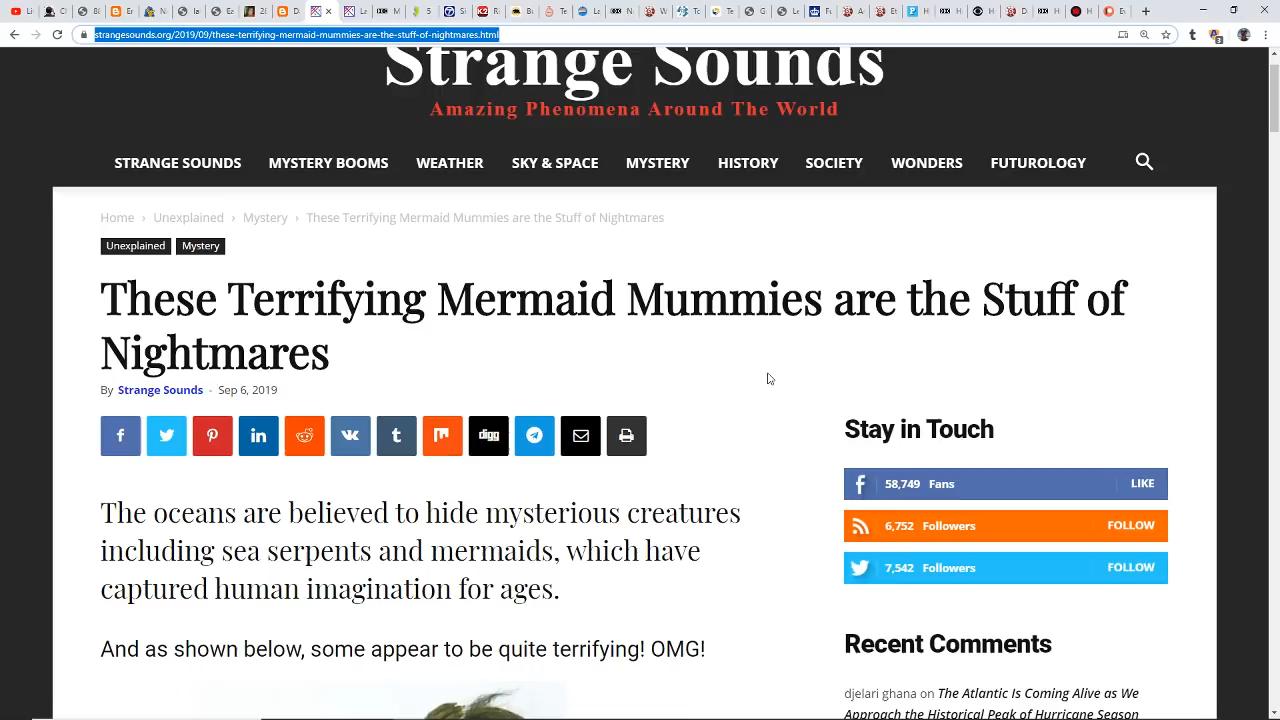 strangesounds.org/2019/09/these-terrifying-mermaid-mummies-are-the-stuff-of-nightmares.html
Strange Sounds
Amazing Phenomena Around The World
STRANGE SOUNDS MYSTERY BOOMS WEATHER SKY & SPACE MYSTERY HISTORY SOCIETY WONDERS FUTUROLOGY
Home › Unexplained › Mystery › These Terrifying Mermaid Mummies are the Stuff of Nightmares
Unexplained Mystery
These Terrifying Mermaid Mummies are the Stuff of
Nightmares
By Strange Sounds - Sep 6, 2019
digg
The oceans are believed to hide mysterious creatures
including sea serpents and mermaids, which have
captured human imagination for ages.
And as shown below, some appear to be quite terrifying! OMG!
Stay in Touch
58,749 Fans LIKE
6,752 Followers FOLLOW
7,542 Followers FOLLOW
Recent Comments
djelari ghana on The Atlantic Is Coming Alive as We
Approach the Historical Peak of Hurricane Season